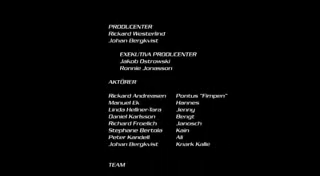 PRODUCENTER
Rickard Westerlind
Johan Bergkvist
EXEKUTIVA PRODUCENTER
Jakob Ostrowski
Ronnie Jonasson
AKTÖRER
Rickard Andreasen Pontus "Fimpen"
Manuel Ek Hannes
Linda Hellner-Tara Jenny
Daniel Karlsson Bengt
Richard Froelich Janosch
Stephane Bertola Kain
Peter Kandell Ali
Johan Bergkvist Knark Kalle
TEAM